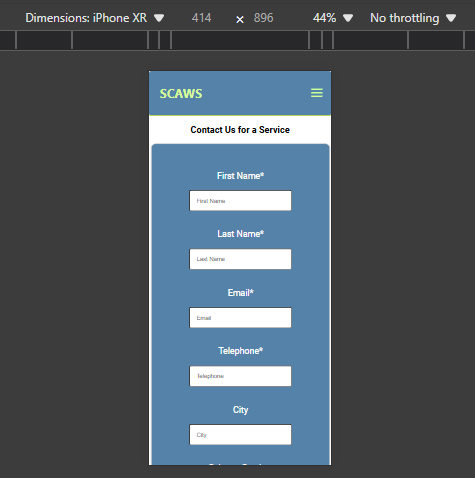 Dimensions: iPhone XR 414 × 896 44% No throttling
SCAWS
Contact Us for a Service
First Name*
First Name
Last Name*
Last Name
Email*
Email
Telephone*
Telephone
City
City